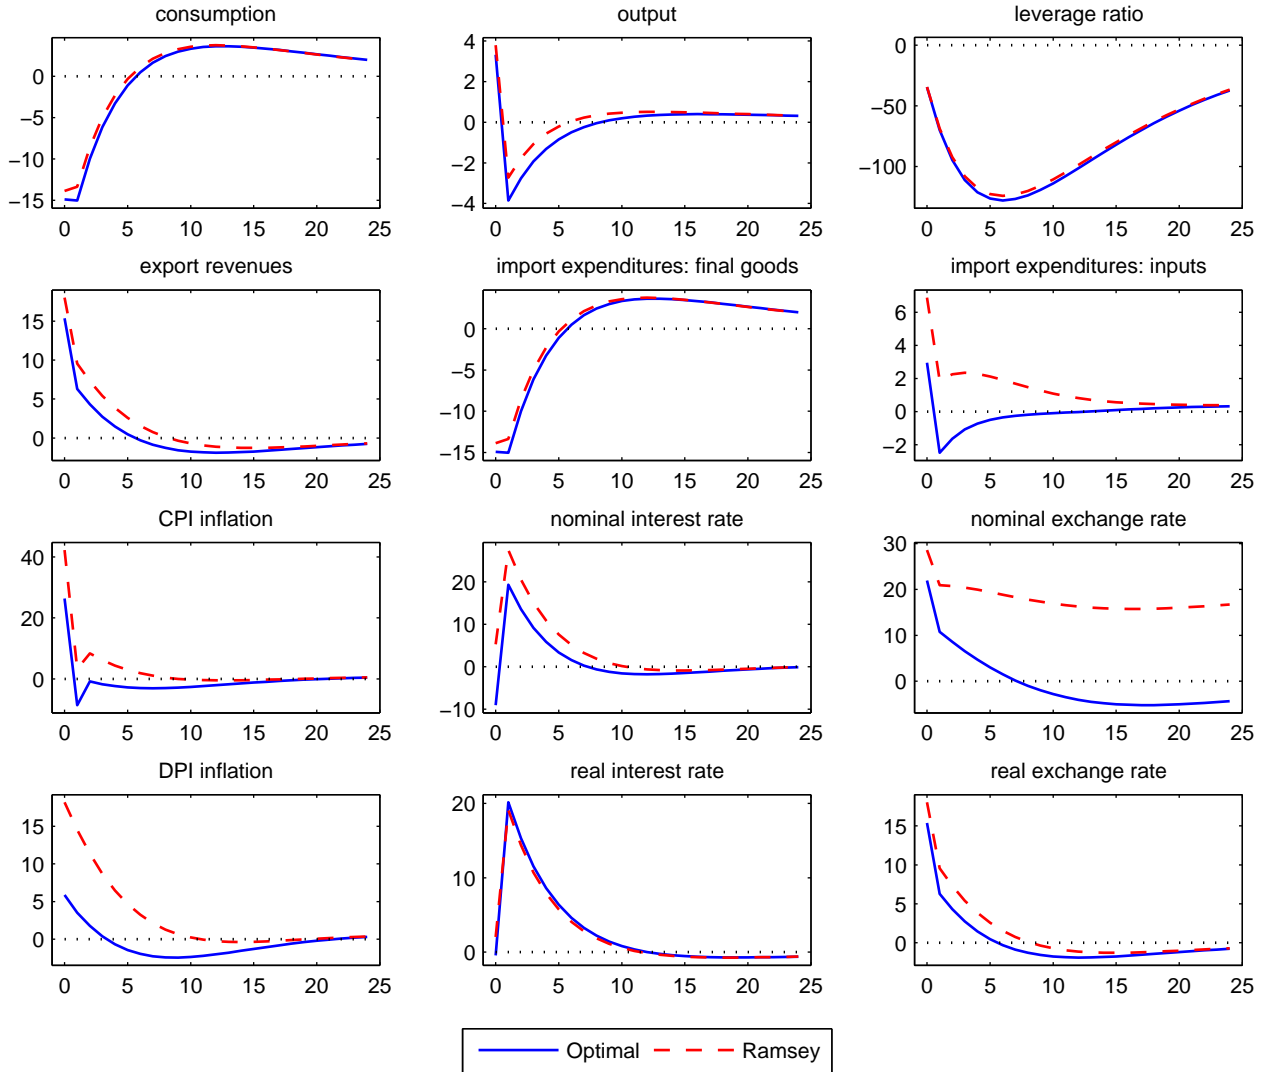 consumption
output
leverage ratio
0
−5
−10
−15
0 5 10 15 20 25
4
2
0
−2
−4
0 5 10 15 20 25
0
−50
−100
0 5 10 15 20 25
export revenues
import expenditures: final goods
import expenditures: inputs
15
10
5
0
0 5 10 15 20 25
0
−5
−10
−15
0 5 10 15 20 25
6
4
2
0
−2
0 5 10 15 20 25
CPI inflation
nominal interest rate
nominal exchange rate
40
20
0
0 5 10 15 20 25
20
10
0
−10
0 5 10 15 20 25
30
20
10
0
0 5 10 15 20 25
DPI inflation
real interest rate
real exchange rate
15
10
5
0
0 5 10 15 20 25
20
10
0
0 5 10 15 20 25
15
10
5
0
0 5 10 15 20 25
Optimal Ramsey